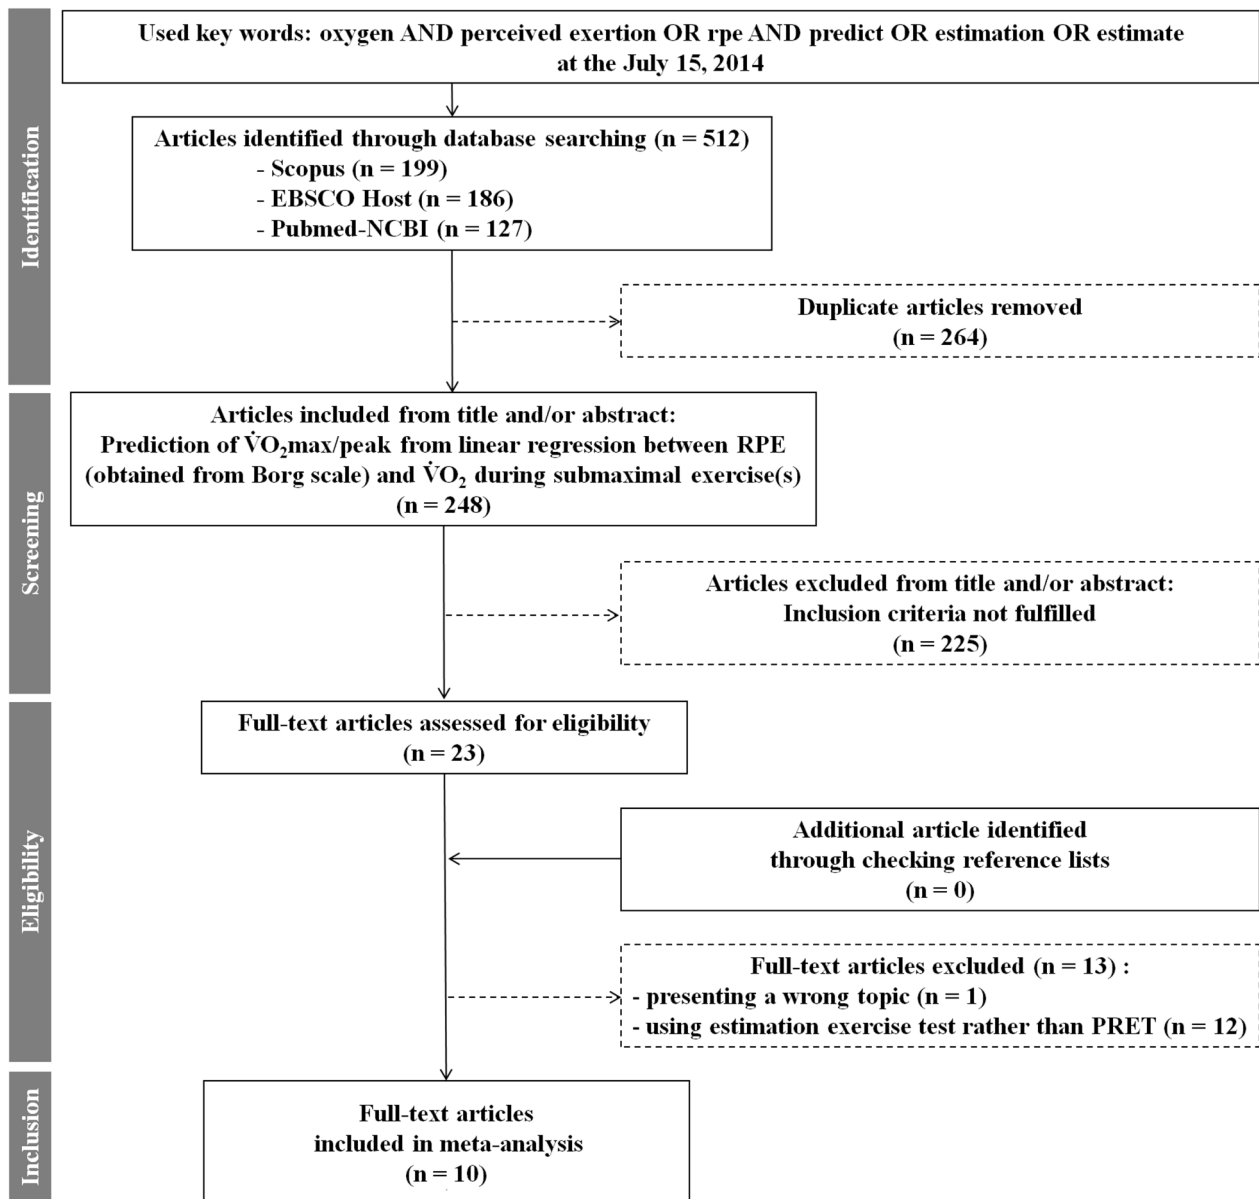 Used key words: oxygen AND perceived exertion OR rpe AND predict OR estimation OR estimate
at the July 15, 2014
Identification
Articles identified through database searching (n = 512)
- Scopus (n = 199)
- EBSCO Host (n = 186)
- Pubmed-NCBI (n = 127)
Duplicate articles removed
(n = 264)
Screening
Articles included from title and/or abstract:
Prediction of V̇O₂max/peak from linear regression between RPE
(obtained from Borg scale) and V̇O₂ during submaximal exercise(s)
(n = 248)
Articles excluded from title and/or abstract:
Inclusion criteria not fulfilled
(n = 225)
Eligibility
Full-text articles assessed for eligibility
(n = 23)
Additional article identified
through checking reference lists
(n = 0)
Full-text articles excluded (n = 13) :
- presenting a wrong topic (n = 1)
- using estimation exercise test rather than PRET (n = 12)
Inclusion
Full-text articles
included in meta-analysis
(n = 10)